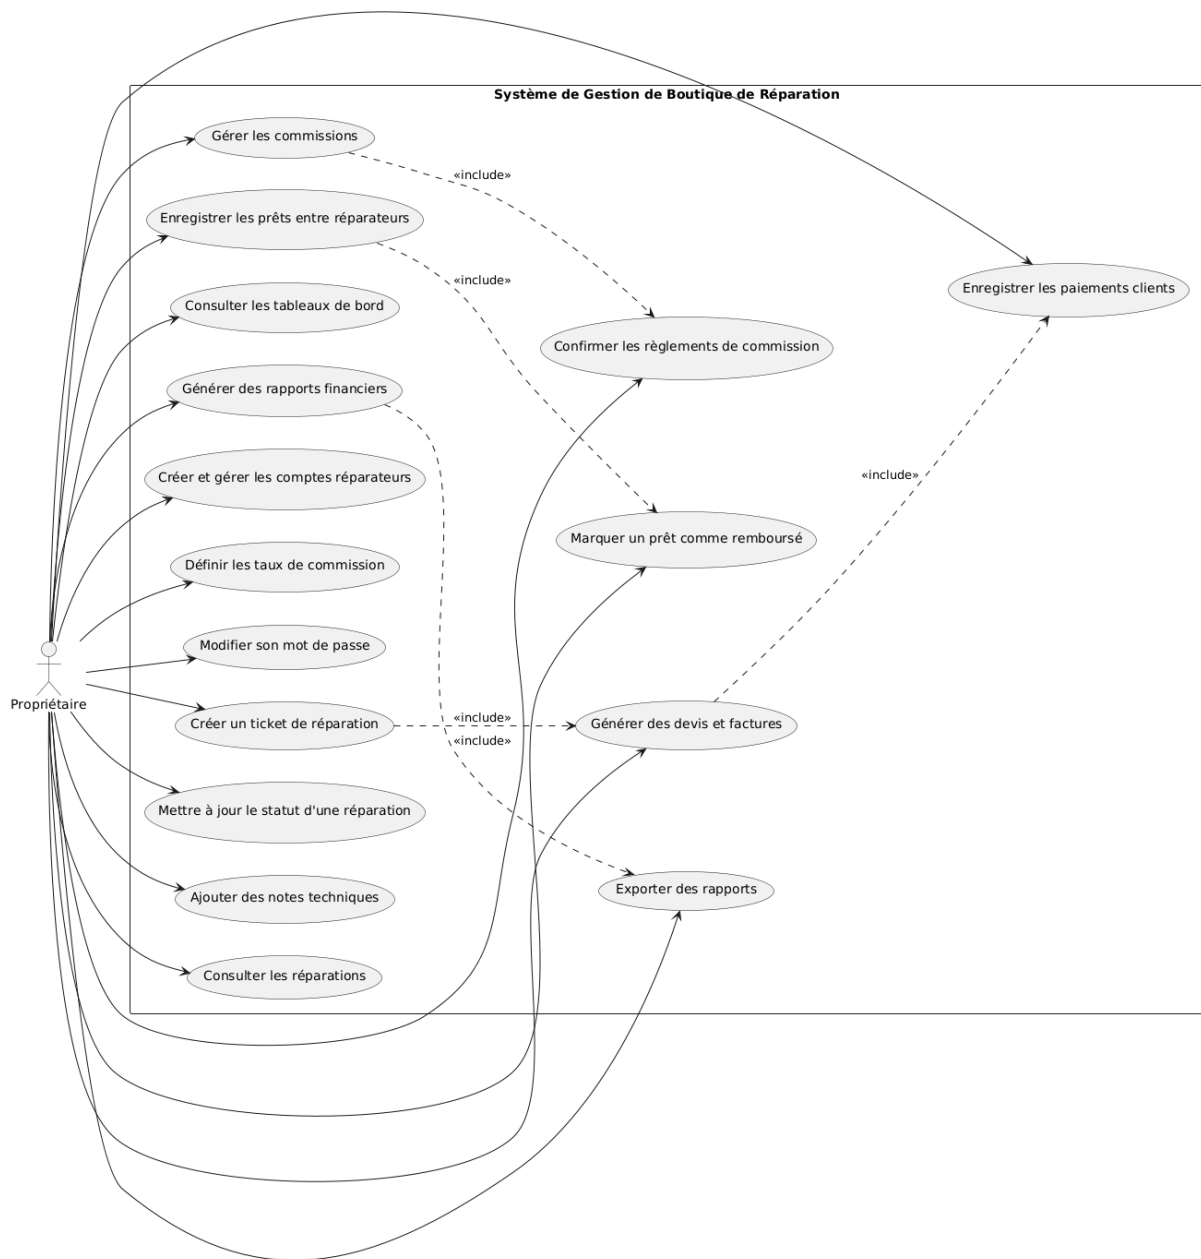 Système de Gestion de Boutique de Réparation
Gérer les commissions
«include»
Enregistrer les prêts entre réparateurs
«include»
Enregistrer les paiements clients
Consulter les tableaux de bord
Confirmer les règlements de commission
Générer des rapports financiers
Créer et gérer les comptes réparateurs
«include»
Marquer un prêt comme remboursé
Définir les taux de commission
Modifier son mot de passe
Propriétaire
Créer un ticket de réparation
«include»
Générer des devis et factures
«include»
Mettre à jour le statut d'une réparation
Exporter des rapports
Ajouter des notes techniques
Consulter les réparations